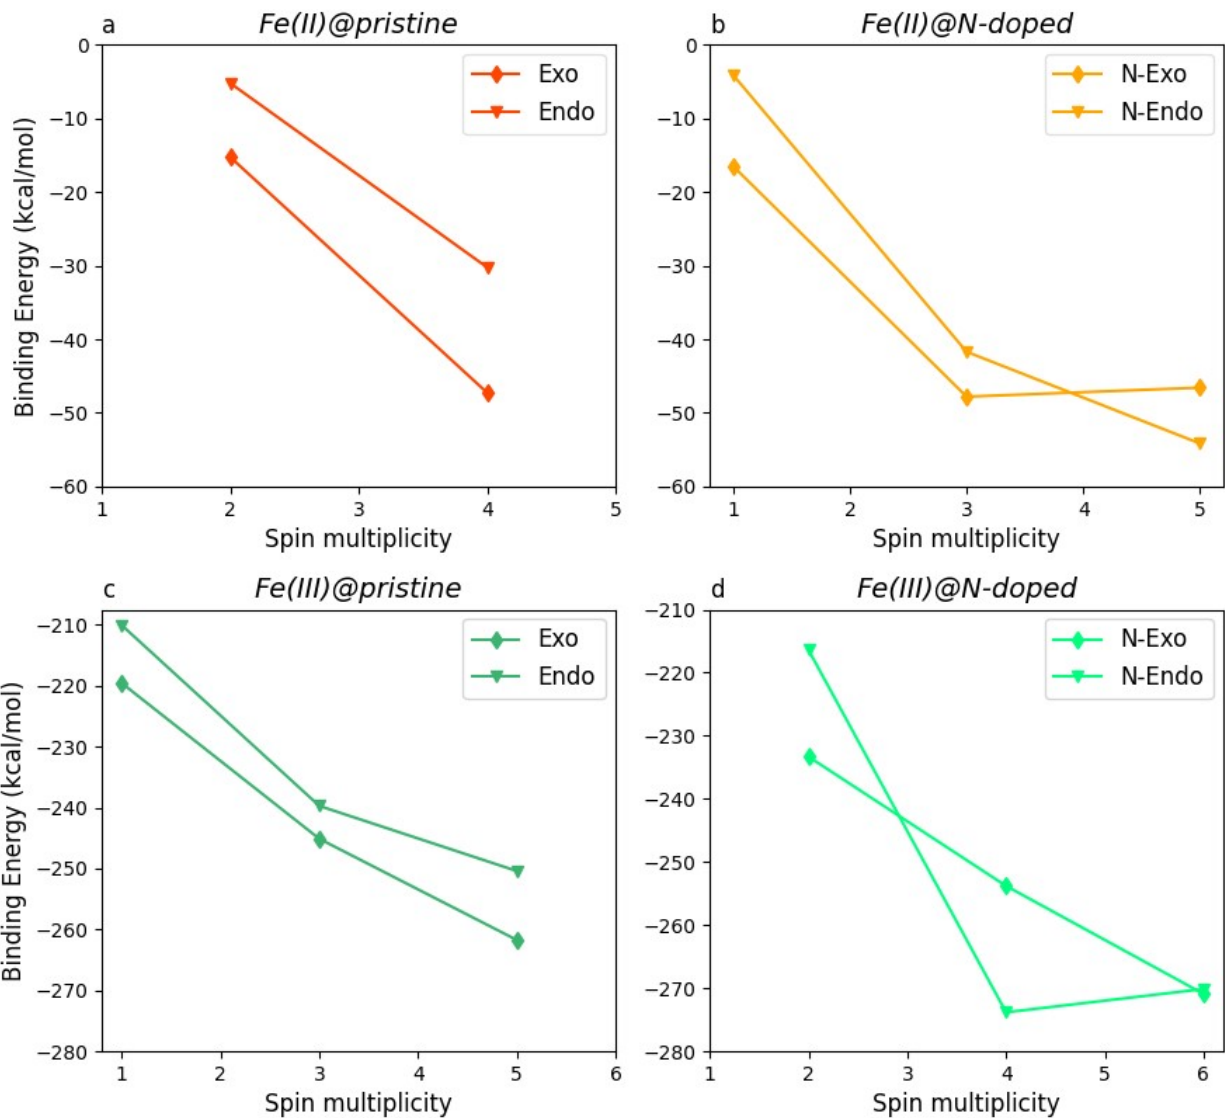 a
Fe(II)@pristine
Exo
Endo
Binding Energy (kcal/mol)
0
−10
−20
−30
−40
−50
−60
1 2 3 4 5
Spin multiplicity
b
Fe(II)@N-doped
N-Exo
N-Endo
0
−10
−20
−30
−40
−50
−60
1 2 3 4 5
Spin multiplicity
c
Fe(III)@pristine
Exo
Endo
Binding Energy (kcal/mol)
−210
−220
−230
−240
−250
−260
−270
−280
1 2 3 4 5 6
Spin multiplicity
d
Fe(III)@N-doped
N-Exo
N-Endo
−210
−220
−230
−240
−250
−260
−270
−280
1 2 3 4 5 6
Spin multiplicity